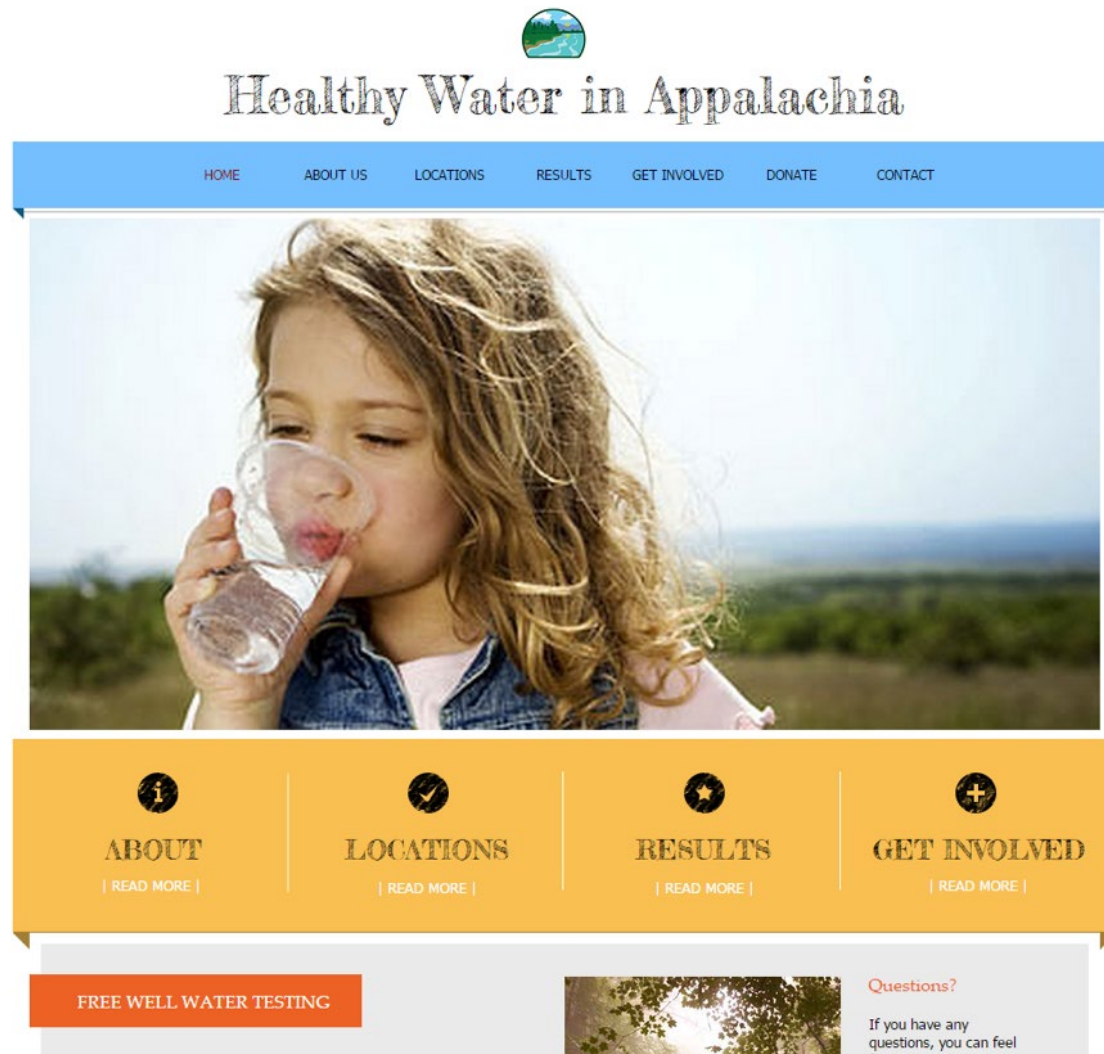 Healthy Water in Appalachia
HOME ABOUT US LOCATIONS RESULTS GET INVOLVED DONATE CONTACT
ABOUT LOCATIONS RESULTS GET INVOLVED
| READ MORE | | READ MORE | | READ MORE | | READ MORE |
FREE WELL WATER TESTING
Questions?
If you have any
questions, you can feel